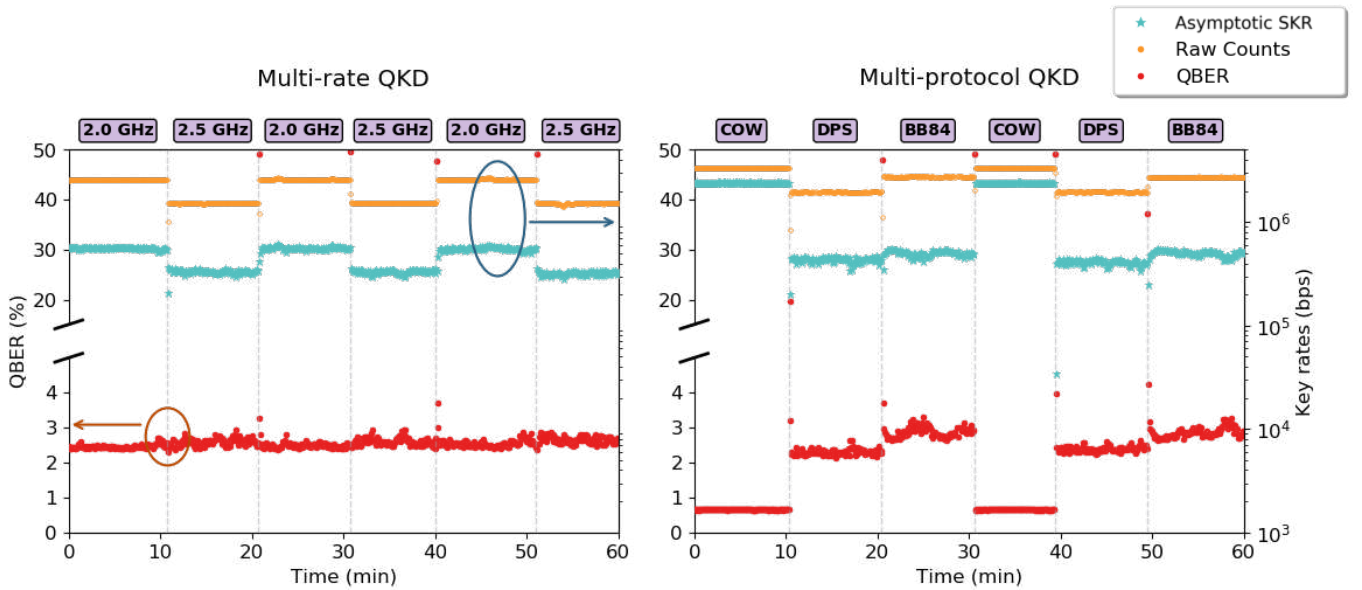 Asymptotic SKR
Raw Counts
QBER
Multi-rate QKD
Multi-protocol QKD
2.0 GHz 2.5 GHz 2.0 GHz 2.5 GHz 2.0 GHz 2.5 GHz
COW DPS BB84 COW DPS BB84
50
40
30
20
4
3
2
1
0
QBER (%)
0 10 20 30 40 50 60
Time (min)
50
40
30
20
4
3
2
1
0
0 10 20 30 40 50 60
Time (min)
10⁶
10⁵
10⁴
10³
Key rates (bps)